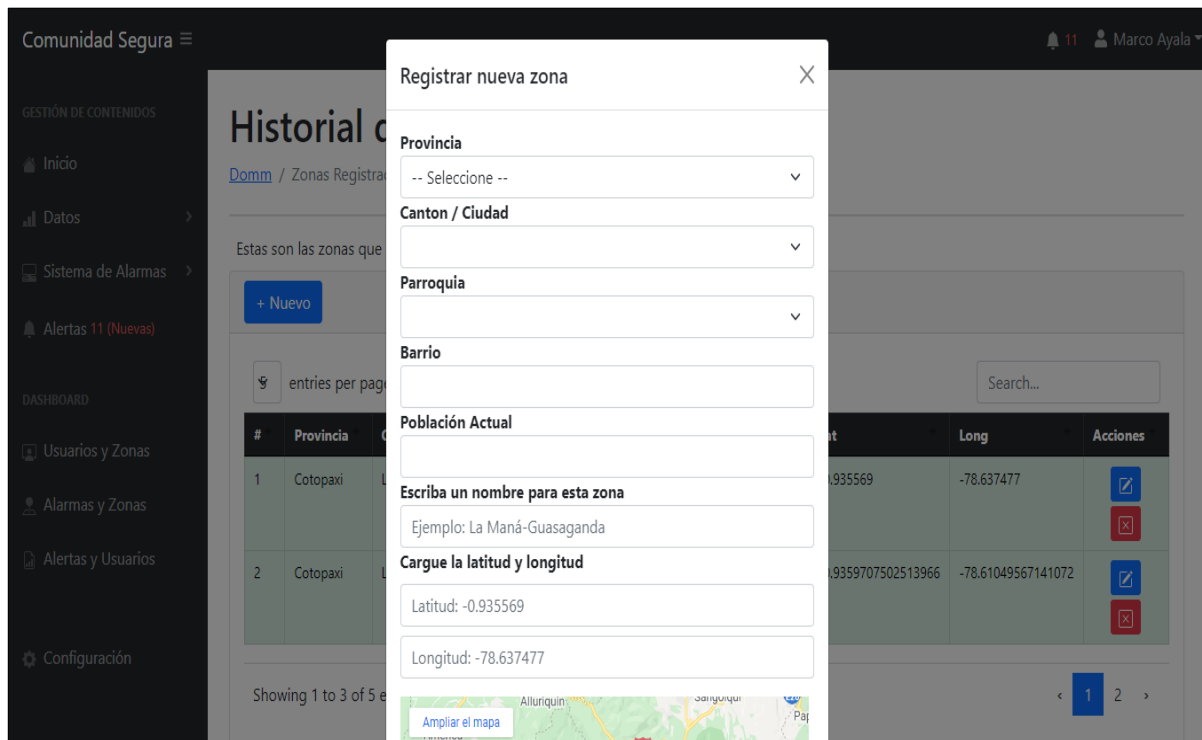 Comunidad Segura
11 Marco Ayala
GESTIÓN DE CONTENIDOS
Inicio
Datos
Sistema de Alarmas
Alertas 11 (Nuevas)
DASHBOARD
Usuarios y Zonas
Alarmas y Zonas
Alertas y Usuarios
Configuración
Historial
Domm / Zonas
Estas son las zonas que
+ Nuevo
entries per
Search...
# Provincia Long Acciones
1 Cotopaxi .935569 -78.637477
2 Cotopaxi .9359707502513966 -78.61049567141072
Showing 1 to 3 of 5
‹ 1 2 ›
Registrar nueva zona
Provincia
-- Seleccione --
Canton / Ciudad
Parroquia
Barrio
Población Actual
Escriba un nombre para esta zona
Ejemplo: La Maná-Guasaganda
Cargue la latitud y longitud
Latitud: -0.935569
Longitud: -78.637477
Ampliar el mapa
Alluriquin